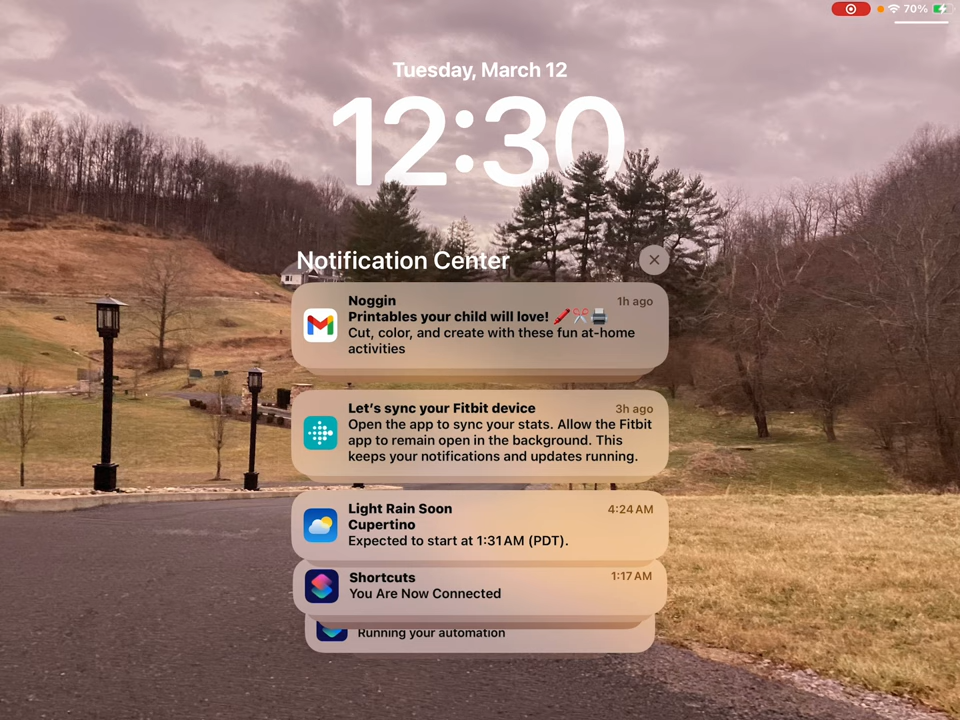 70%
Tuesday, March 12
12:30
Notification Center
Noggin
1h ago
Printables your child will love! 🖍️✂️🖨️
Cut, color, and create with these fun at-home
activities
Let’s sync your Fitbit device
3h ago
Open the app to sync your stats. Allow the Fitbit
app to remain open in the background. This
keeps your notifications and updates running.
Light Rain Soon
4:24 AM
Cupertino
Expected to start at 1:31 AM (PDT).
Shortcuts
1:17 AM
You Are Now Connected
Running your automation